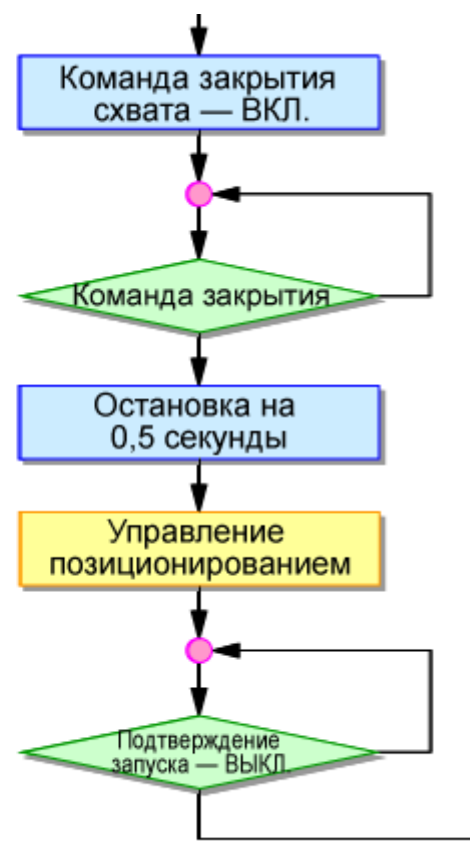 Команда закрытия
схвата — ВКЛ.
Команда закрытия
Остановка на
0,5 секунды
Управление
позиционированием
Подтверждение
запуска — ВЫКЛ.